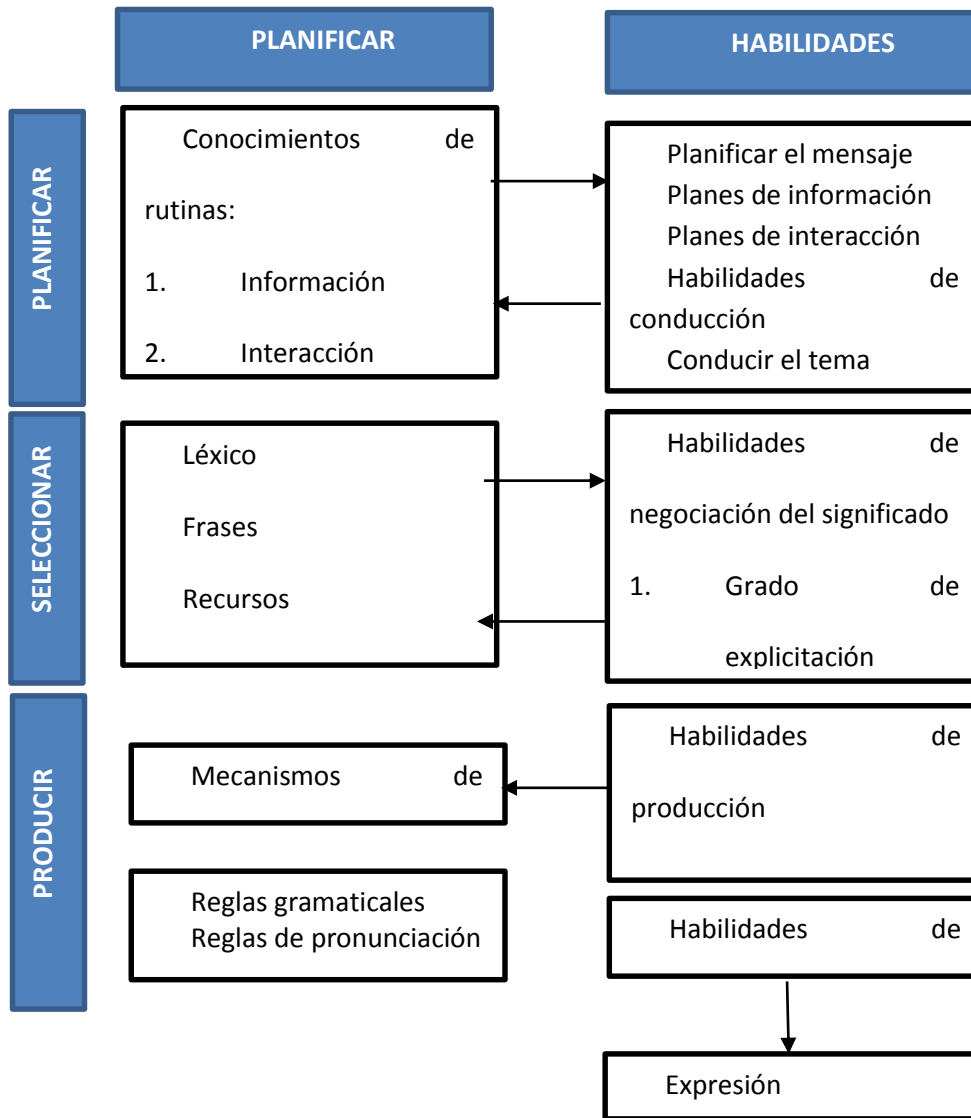 PLANIFICAR
HABILIDADES
PLANIFICAR
Conocimientos de
rutinas:
1. Información
2. Interacción
Planificar el mensaje
Planes de información
Planes de interacción
Habilidades de
conducción
Conducir el tema
SELECCIONAR
Léxico
Frases
Recursos
Habilidades de
negociación del significado
1. Grado de
explicitación
PRODUCIR
Mecanismos de
Habilidades de
producción
Reglas gramaticales
Reglas de pronunciación
Habilidades de
Expresión